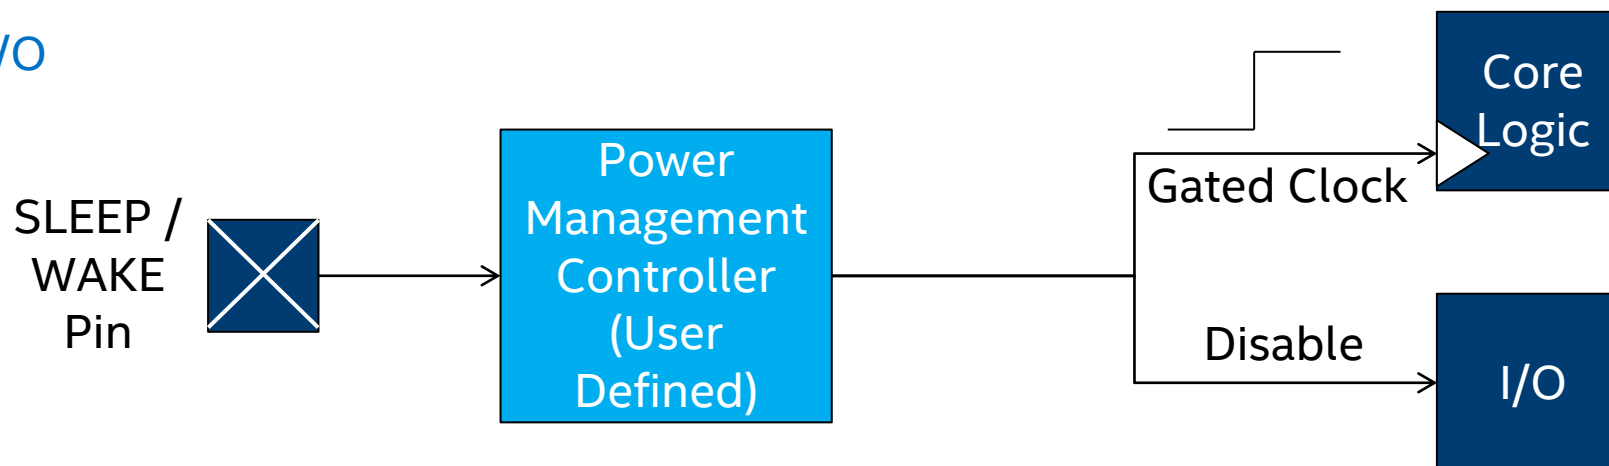 /O
SLEEP /
WAKE
Pin
Power
Management
Controller
(User
Defined)
Gated Clock
Core
Logic
Disable
I/O